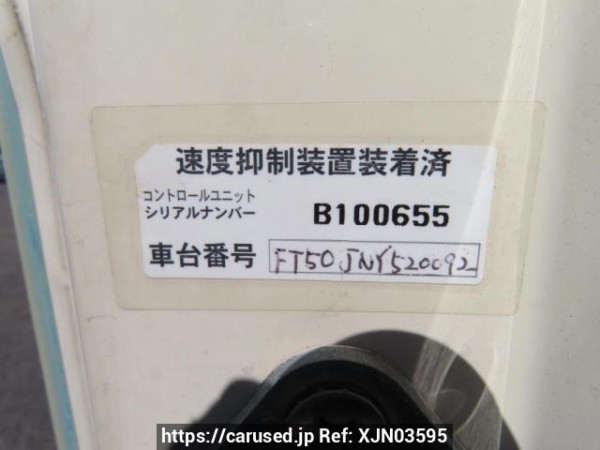 速度抑制装置装着済
コントロールユニット
シリアルナンバー B100655
車台番号 FT50JNY520092
https://carused.jp Ref: XJN03595